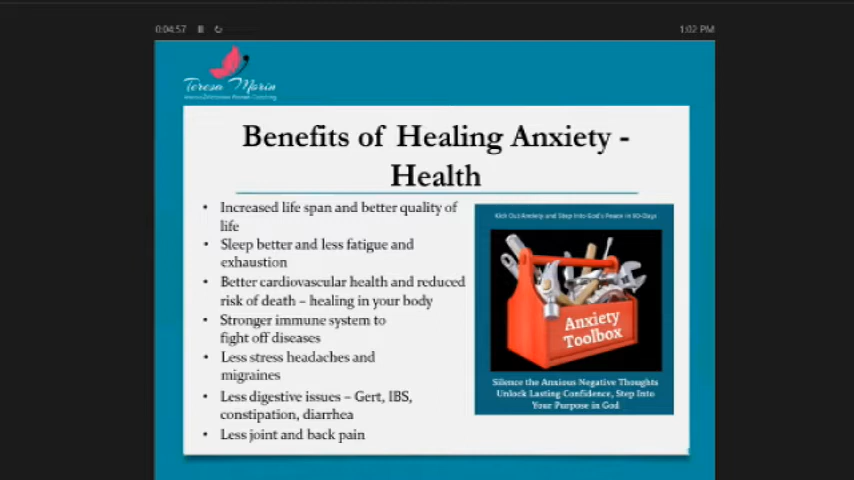 0:04:57
1:02 PM
Teresa Morin
Benefits of Healing Anxiety -
Health
• Increased life span and better quality of
life
• Sleep better and less fatigue and
exhaustion
• Better cardiovascular health and reduced
risk of death – healing in your body
• Stronger immune system to
fight off diseases
• Less stress headaches and
migraines
• Less digestive issues – Gert, IBS,
constipation, diarrhea
• Less joint and back pain
Kick Out Anxiety and Step Into God's Peace in 90-Days
Anxiety
Toolbox
Silence the Anxious Negative Thoughts
Unlock Lasting Confidence, Step Into
Your Purpose in God